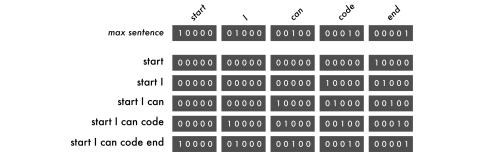 start I can code end
max sentence 10000 01000 00100 00010 00001
start 00000 00000 00000 00000 10000
start I 00000 00000 00000 10000 01000
start I can 00000 00000 10000 01000 00100
start I can code 00000 10000 01000 00100 00010
start I can code end 10000 01000 00100 00010 00001